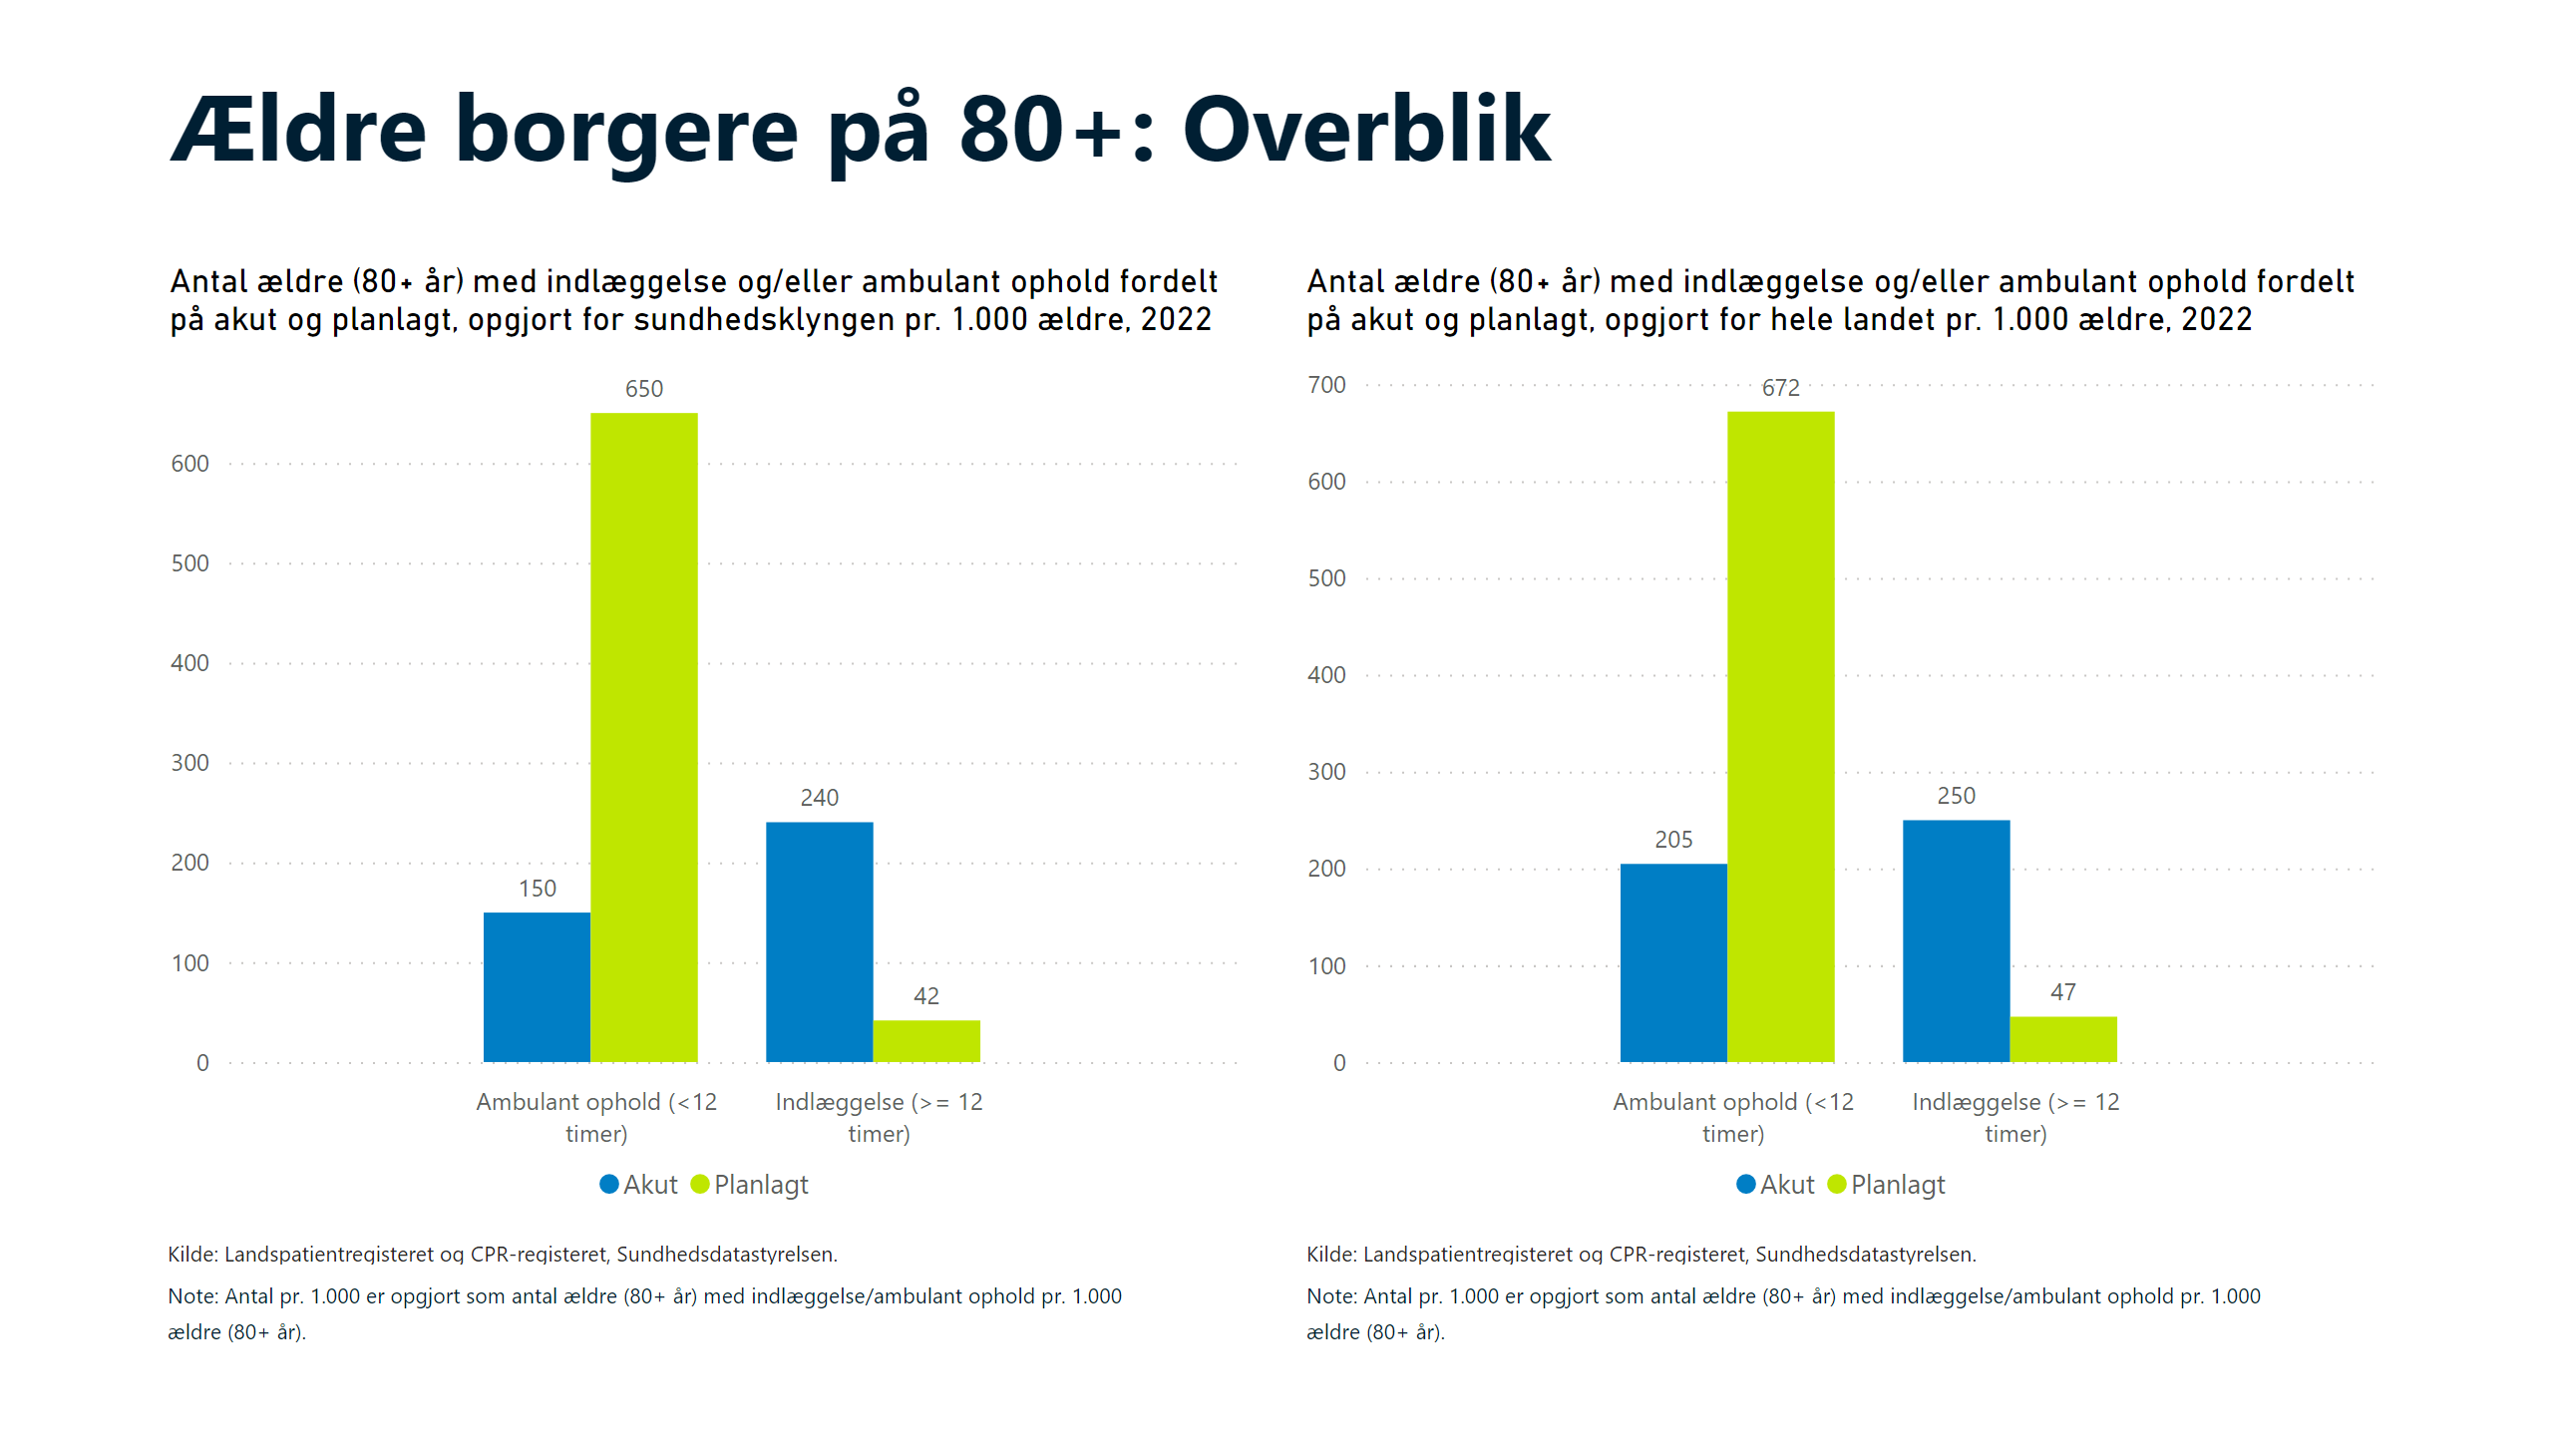 Ældre borgere på 80+: Overblik
Antal ældre (80+ år) med indlæggelse og/eller ambulant ophold fordelt
på akut og planlagt, opgjort for sundhedsklyngen pr. 1.000 ældre, 2022
650
600
500
400
300
240
200
150
100
42
0
Ambulant ophold (<12
timer)
Indlæggelse (>= 12
timer)
Akut Planlagt
Kilde: Landspatientregisteret og CPR-registeret, Sundhedsdatastyrelsen.
Note: Antal pr. 1.000 er opgjort som antal ældre (80+ år) med indlæggelse/ambulant ophold pr. 1.000
ældre (80+ år).
Antal ældre (80+ år) med indlæggelse og/eller ambulant ophold fordelt
på akut og planlagt, opgjort for hele landet pr. 1.000 ældre, 2022
700
672
600
500
400
300
250
205
200
100
47
0
Ambulant ophold (<12
timer)
Indlæggelse (>= 12
timer)
Akut Planlagt
Kilde: Landspatientregisteret og CPR-registeret, Sundhedsdatastyrelsen.
Note: Antal pr. 1.000 er opgjort som antal ældre (80+ år) med indlæggelse/ambulant ophold pr. 1.000
ældre (80+ år).